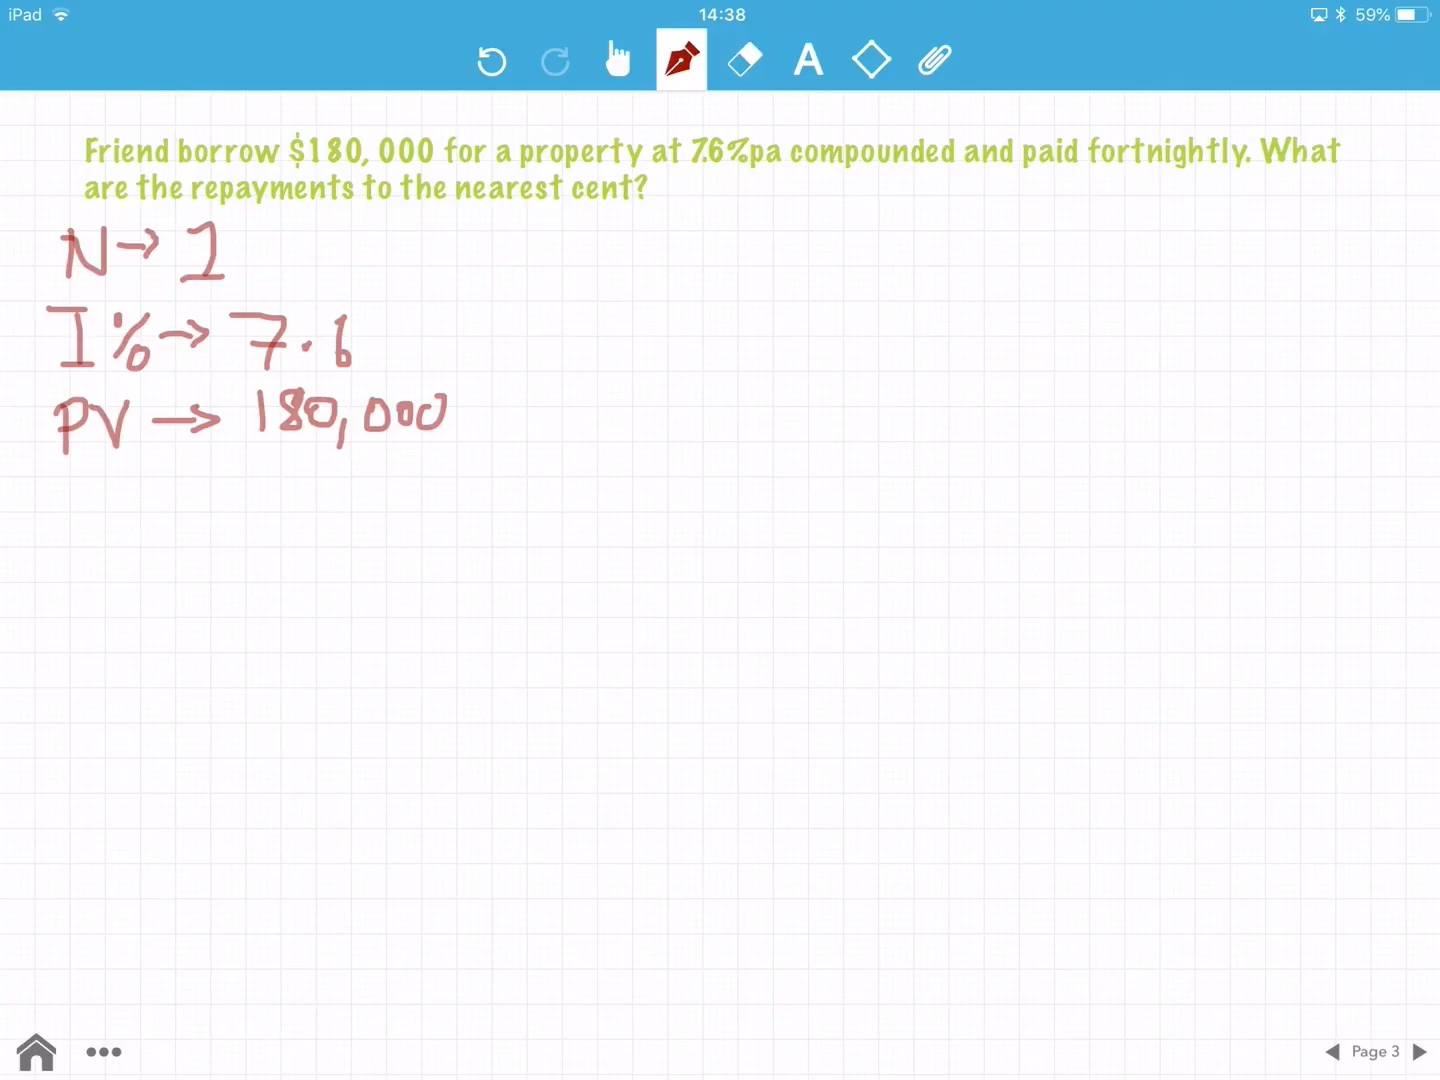 iPad
14:38
59%
A
Friend borrow $180, 000 for a property at 7.6%pa compounded and paid fortnightly. What
are the repayments to the nearest cent?
N→ 1
I%→ 7.6
PV → 180,000
Page 3